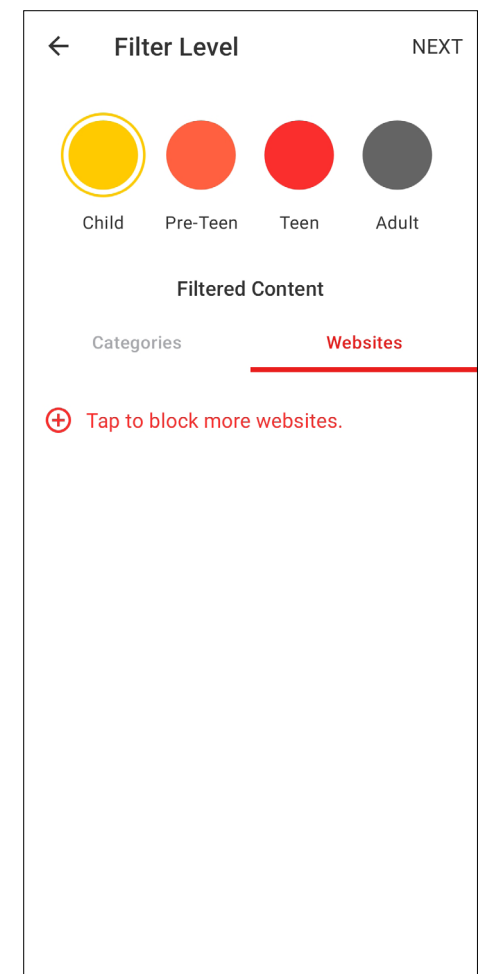 Filter Level NEXT
Child Pre-Teen Teen Adult
Filtered Content
Categories Websites
Tap to block more websites.